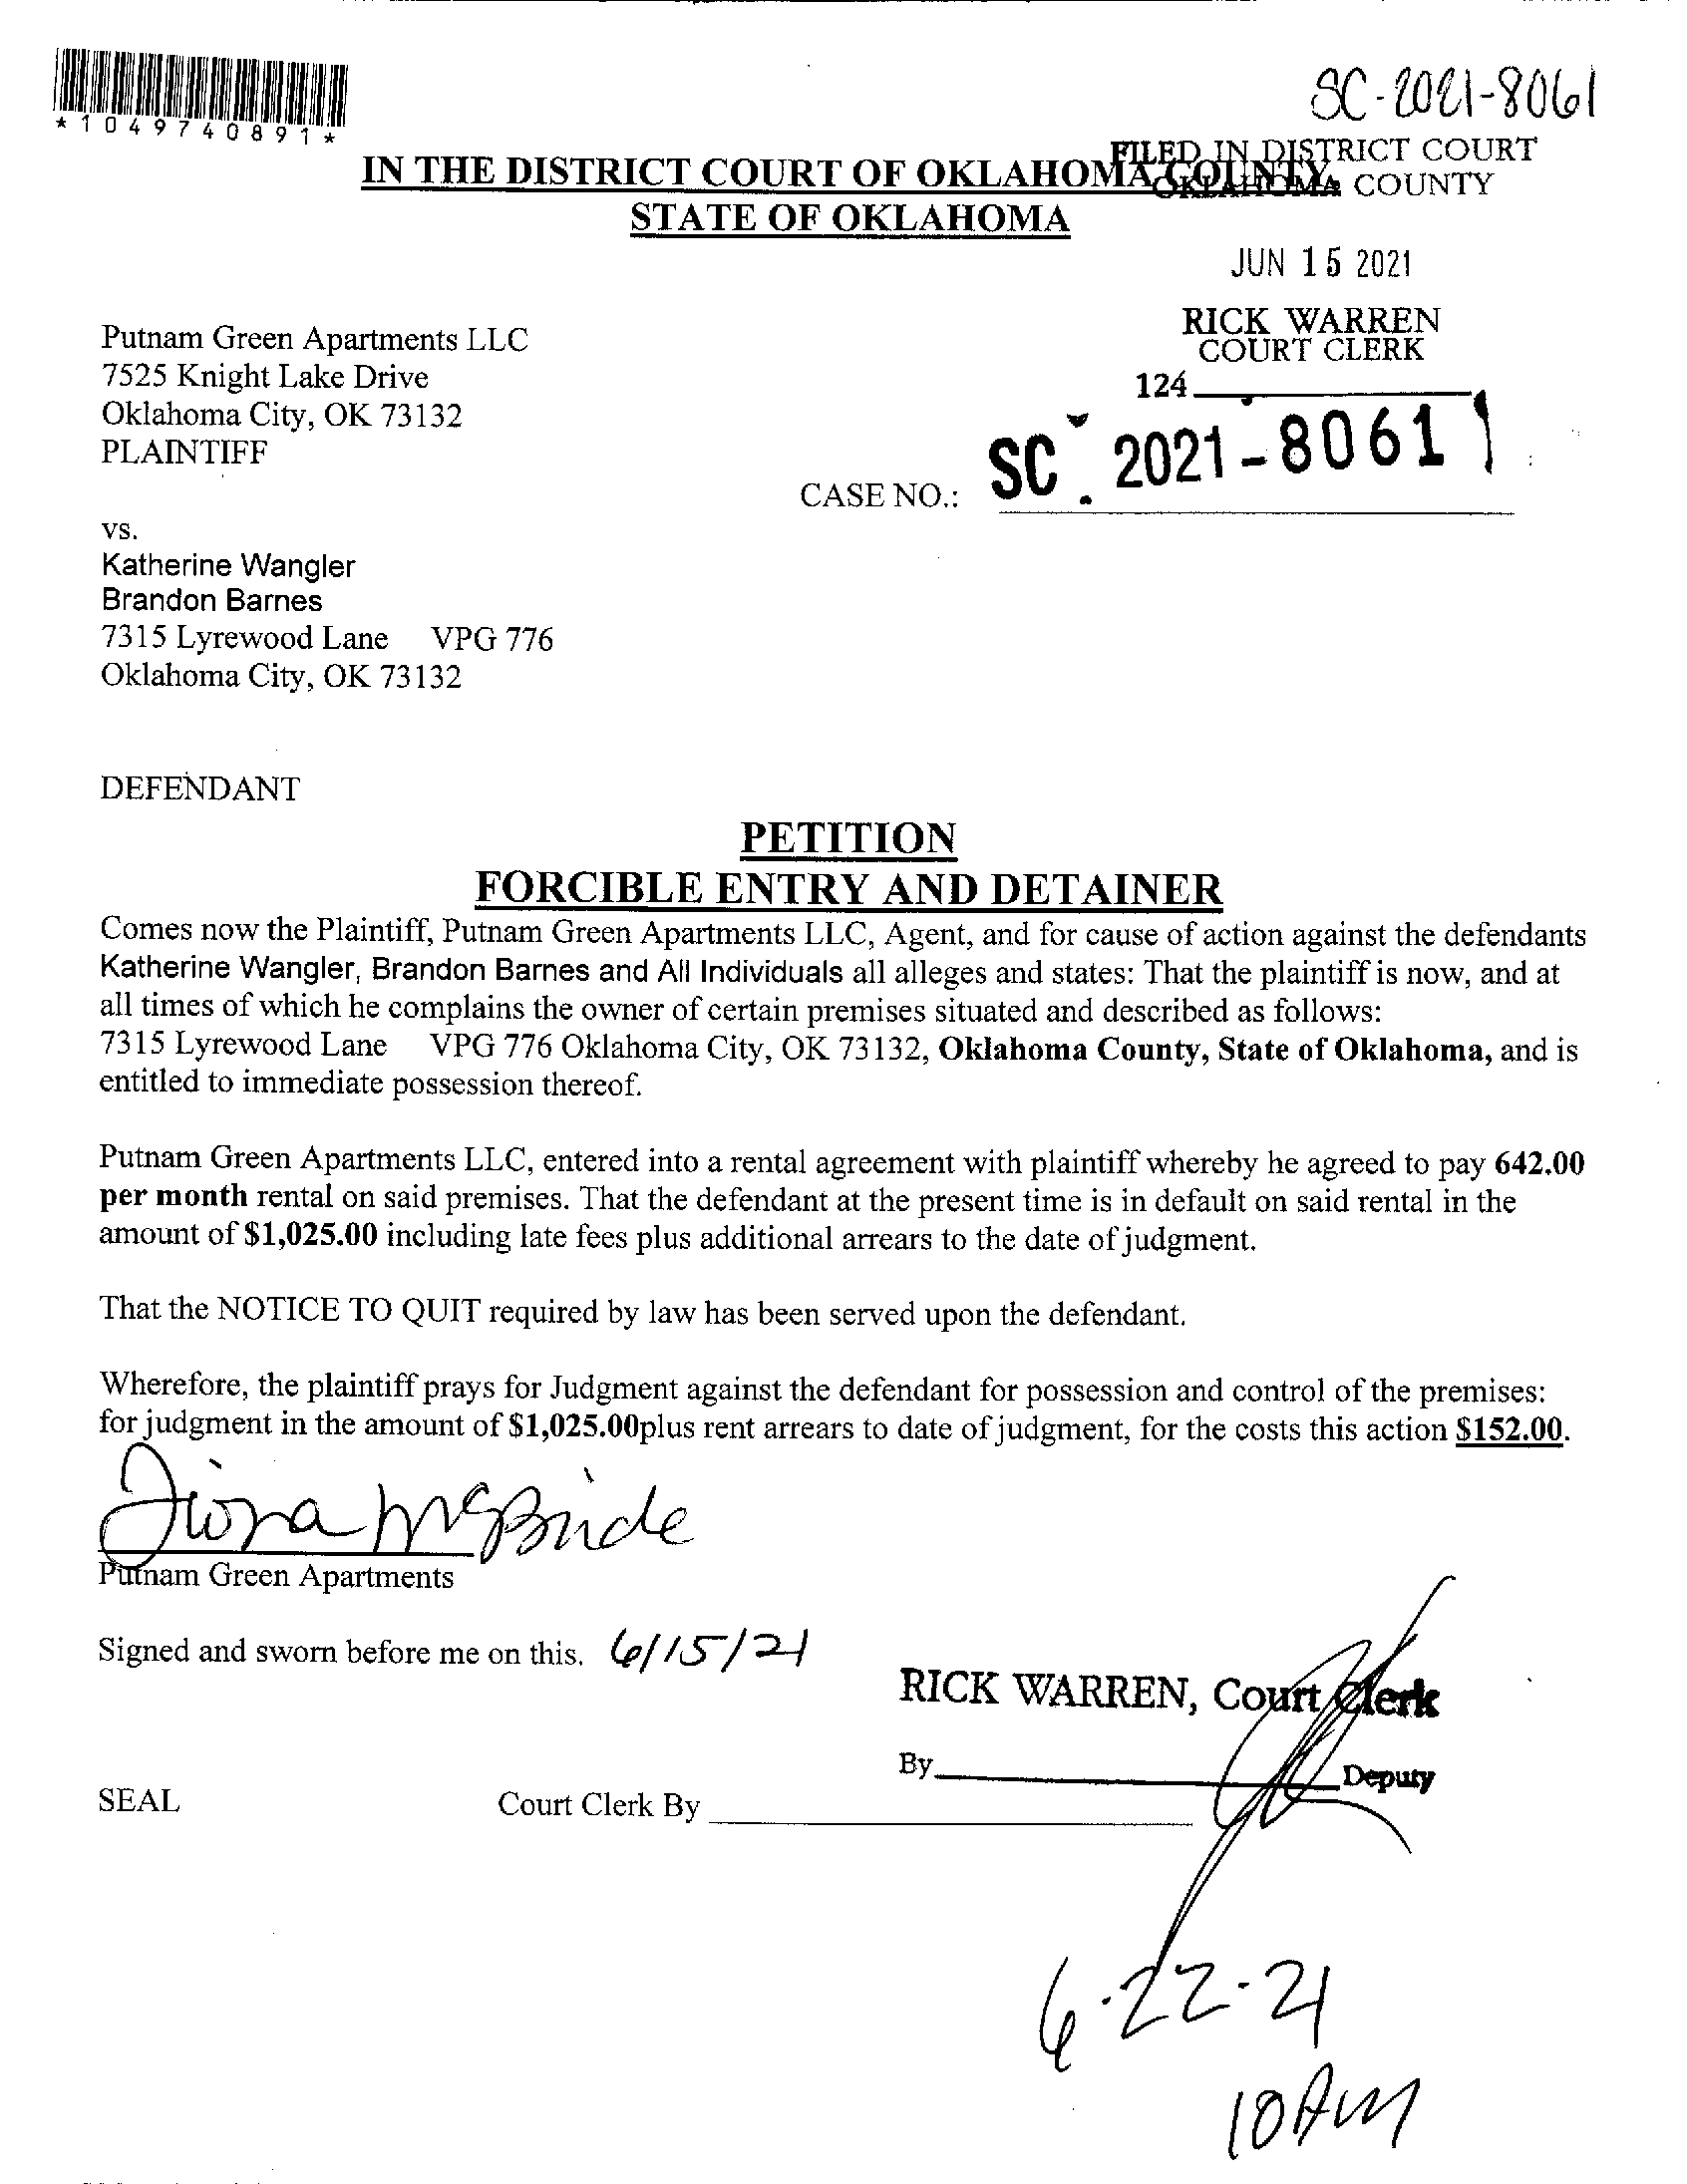 *1049740891*
SC-2021-8061
FILED IN DISTRICT COURT
OKLAHOMA COUNTY
IN THE DISTRICT COURT OF OKLAHOMA COUNTY,
STATE OF OKLAHOMA
JUN 15 2021
RICK WARREN
COURT CLERK
124
Putnam Green Apartments LLC
7525 Knight Lake Drive
Oklahoma City, OK 73132
PLAINTIFF
CASE NO.: SC 2021-8061
vs.
Katherine Wangler
Brandon Barnes
7315 Lyrewood Lane VPG 776
Oklahoma City, OK 73132
DEFENDANT
PETITION
FORCIBLE ENTRY AND DETAINER
Comes now the Plaintiff, Putnam Green Apartments LLC, Agent, and for cause of action against the defendants
Katherine Wangler, Brandon Barnes and All Individuals all alleges and states: That the plaintiff is now, and at
all times of which he complains the owner of certain premises situated and described as follows:
7315 Lyrewood Lane VPG 776 Oklahoma City, OK 73132, Oklahoma County, State of Oklahoma, and is
entitled to immediate possession thereof.
Putnam Green Apartments LLC, entered into a rental agreement with plaintiff whereby he agreed to pay 642.00
per month rental on said premises. That the defendant at the present time is in default on said rental in the
amount of $1,025.00 including late fees plus additional arrears to the date of judgment.
That the NOTICE TO QUIT required by law has been served upon the defendant.
Wherefore, the plaintiff prays for Judgment against the defendant for possession and control of the premises:
for judgment in the amount of $1,025.00plus rent arrears to date of judgment, for the costs this action $152.00.
Fiona McBride
Putnam Green Apartments
Signed and sworn before me on this. 6/15/21
RICK WARREN, Court Clerk
By Deputy
SEAL Court Clerk By
6-22-21
10 AM